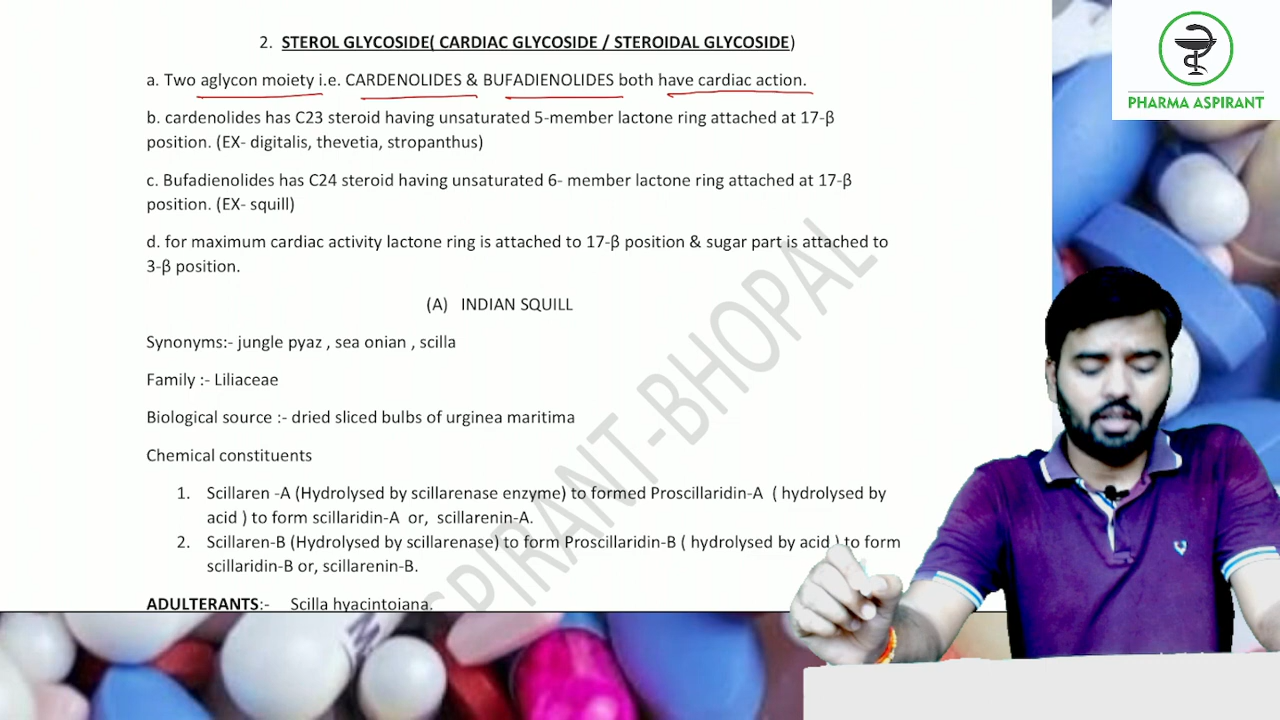 2. STEROL GLYCOSIDE( CARDIAC GLYCOSIDE / STEROIDAL GLYCOSIDE)
a. Two aglycon moiety i.e. CARDENOLIDES & BUFADIENOLIDES both have cardiac action.
b. cardenolides has C23 steroid having unsaturated 5-member lactone ring attached at 17-β
position. (EX- digitalis, thevetia, stropanthus)
c. Bufadienolides has C24 steroid having unsaturated 6- member lactone ring attached at 17-β
position. (EX- squill)
d. for maximum cardiac activity lactone ring is attached to 17-β position & sugar part is attached to
3-β position.
(A) INDIAN SQUILL
Synonyms:- jungle pyaz , sea onian , scilla
Family :- Liliaceae
Biological source :- dried sliced bulbs of urginea maritima
Chemical constituents
1. Scillaren -A (Hydrolysed by scillarenase enzyme) to formed Proscillaridin-A ( hydrolysed by
acid ) to form scillaridin-A or, scillarenin-A.
2. Scillaren-B (Hydrolysed by scillarenase) to form Proscillaridin-B ( hydrolysed by acid ) to form
scillaridin-B or, scillarenin-B.
ADULTERANTS:- Scilla hyacintoiana.
ASPIRANT-BHOPAL
PHARMA ASPIRANT